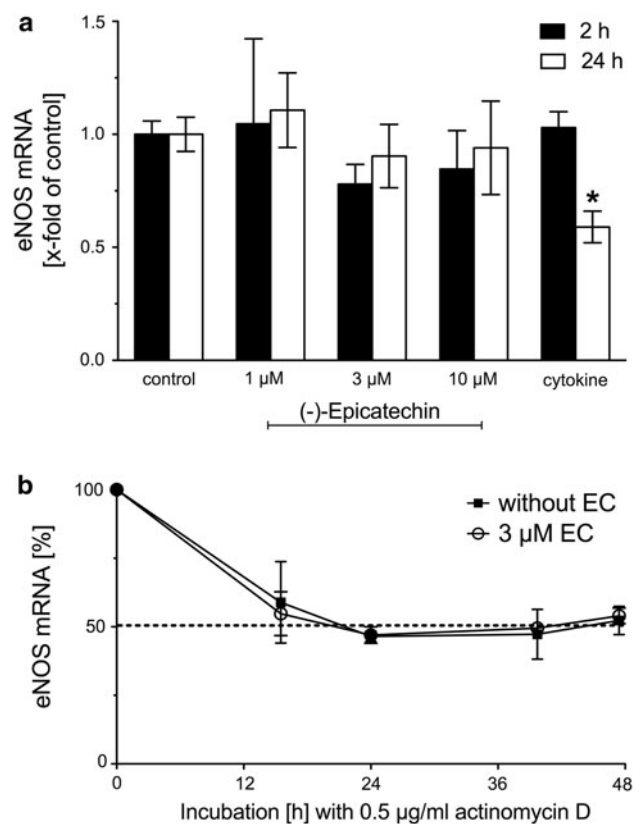 a
1.5
1.0
0.5
0.0
eNOS mRNA
[x-fold of control]
2 h
24 h
*
control
1 µM
3 µM
10 µM
cytokine
(-)-Epicatechin
b
100
50
0
eNOS mRNA [%]
without EC
3 µM EC
0
12
24
36
48
Incubation [h] with 0.5 µg/ml actinomycin D